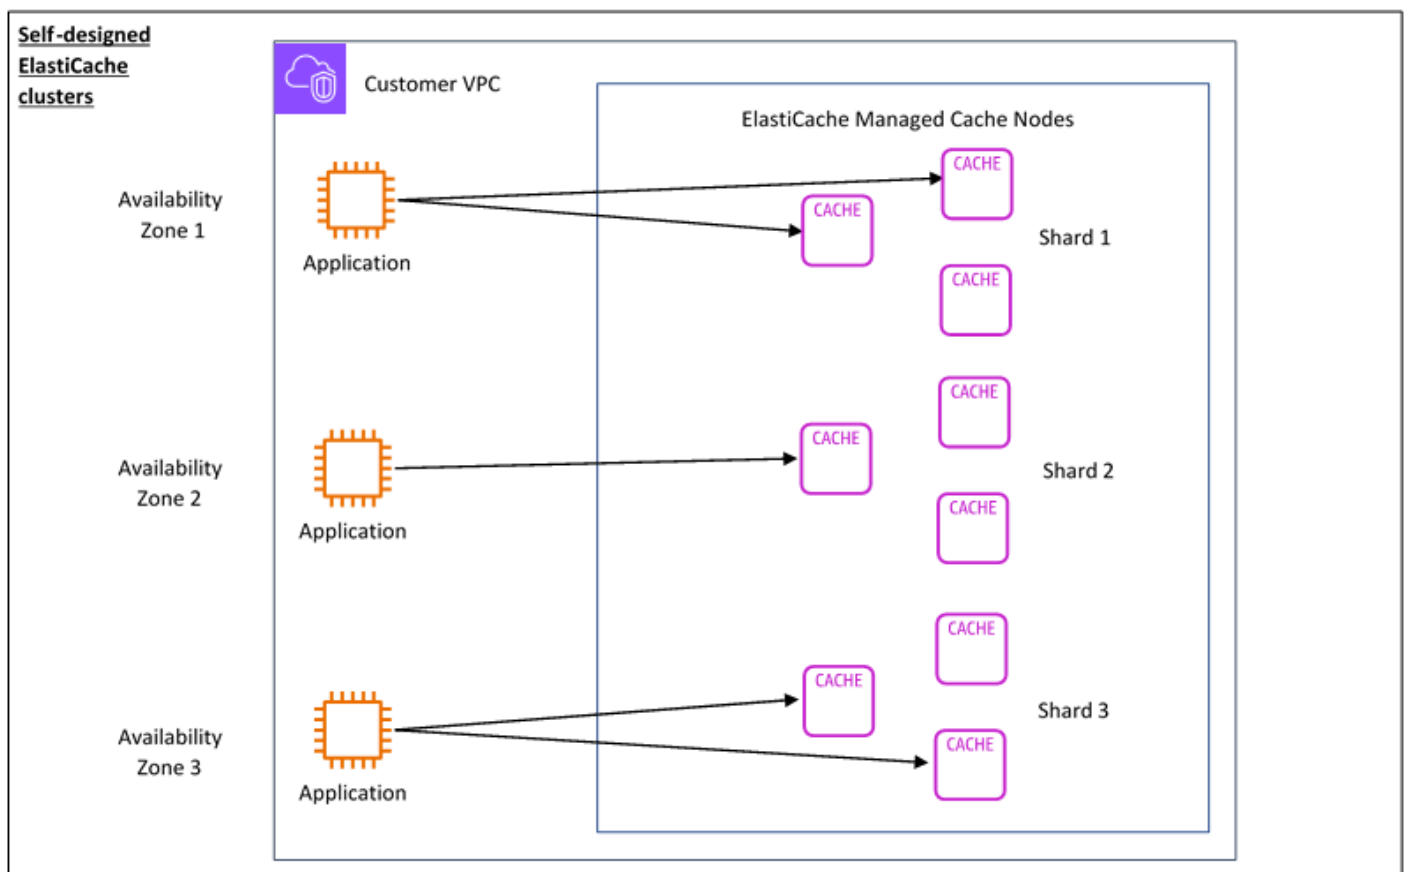 Self-designed
ElastiCache
clusters
Customer VPC
ElastiCache Managed Cache Nodes
CACHE
CACHE
Availability
Zone 1
Shard 1
Application
CACHE
CACHE
CACHE
Availability
Zone 2
Shard 2
CACHE
Application
CACHE
CACHE
Shard 3
Availability
Zone 3
CACHE
Application